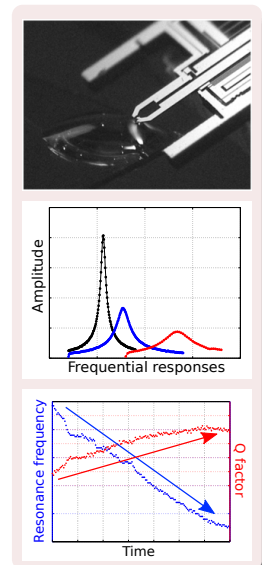 Amplitude
Frequential responses
Resonance frequency
Q factor
Time